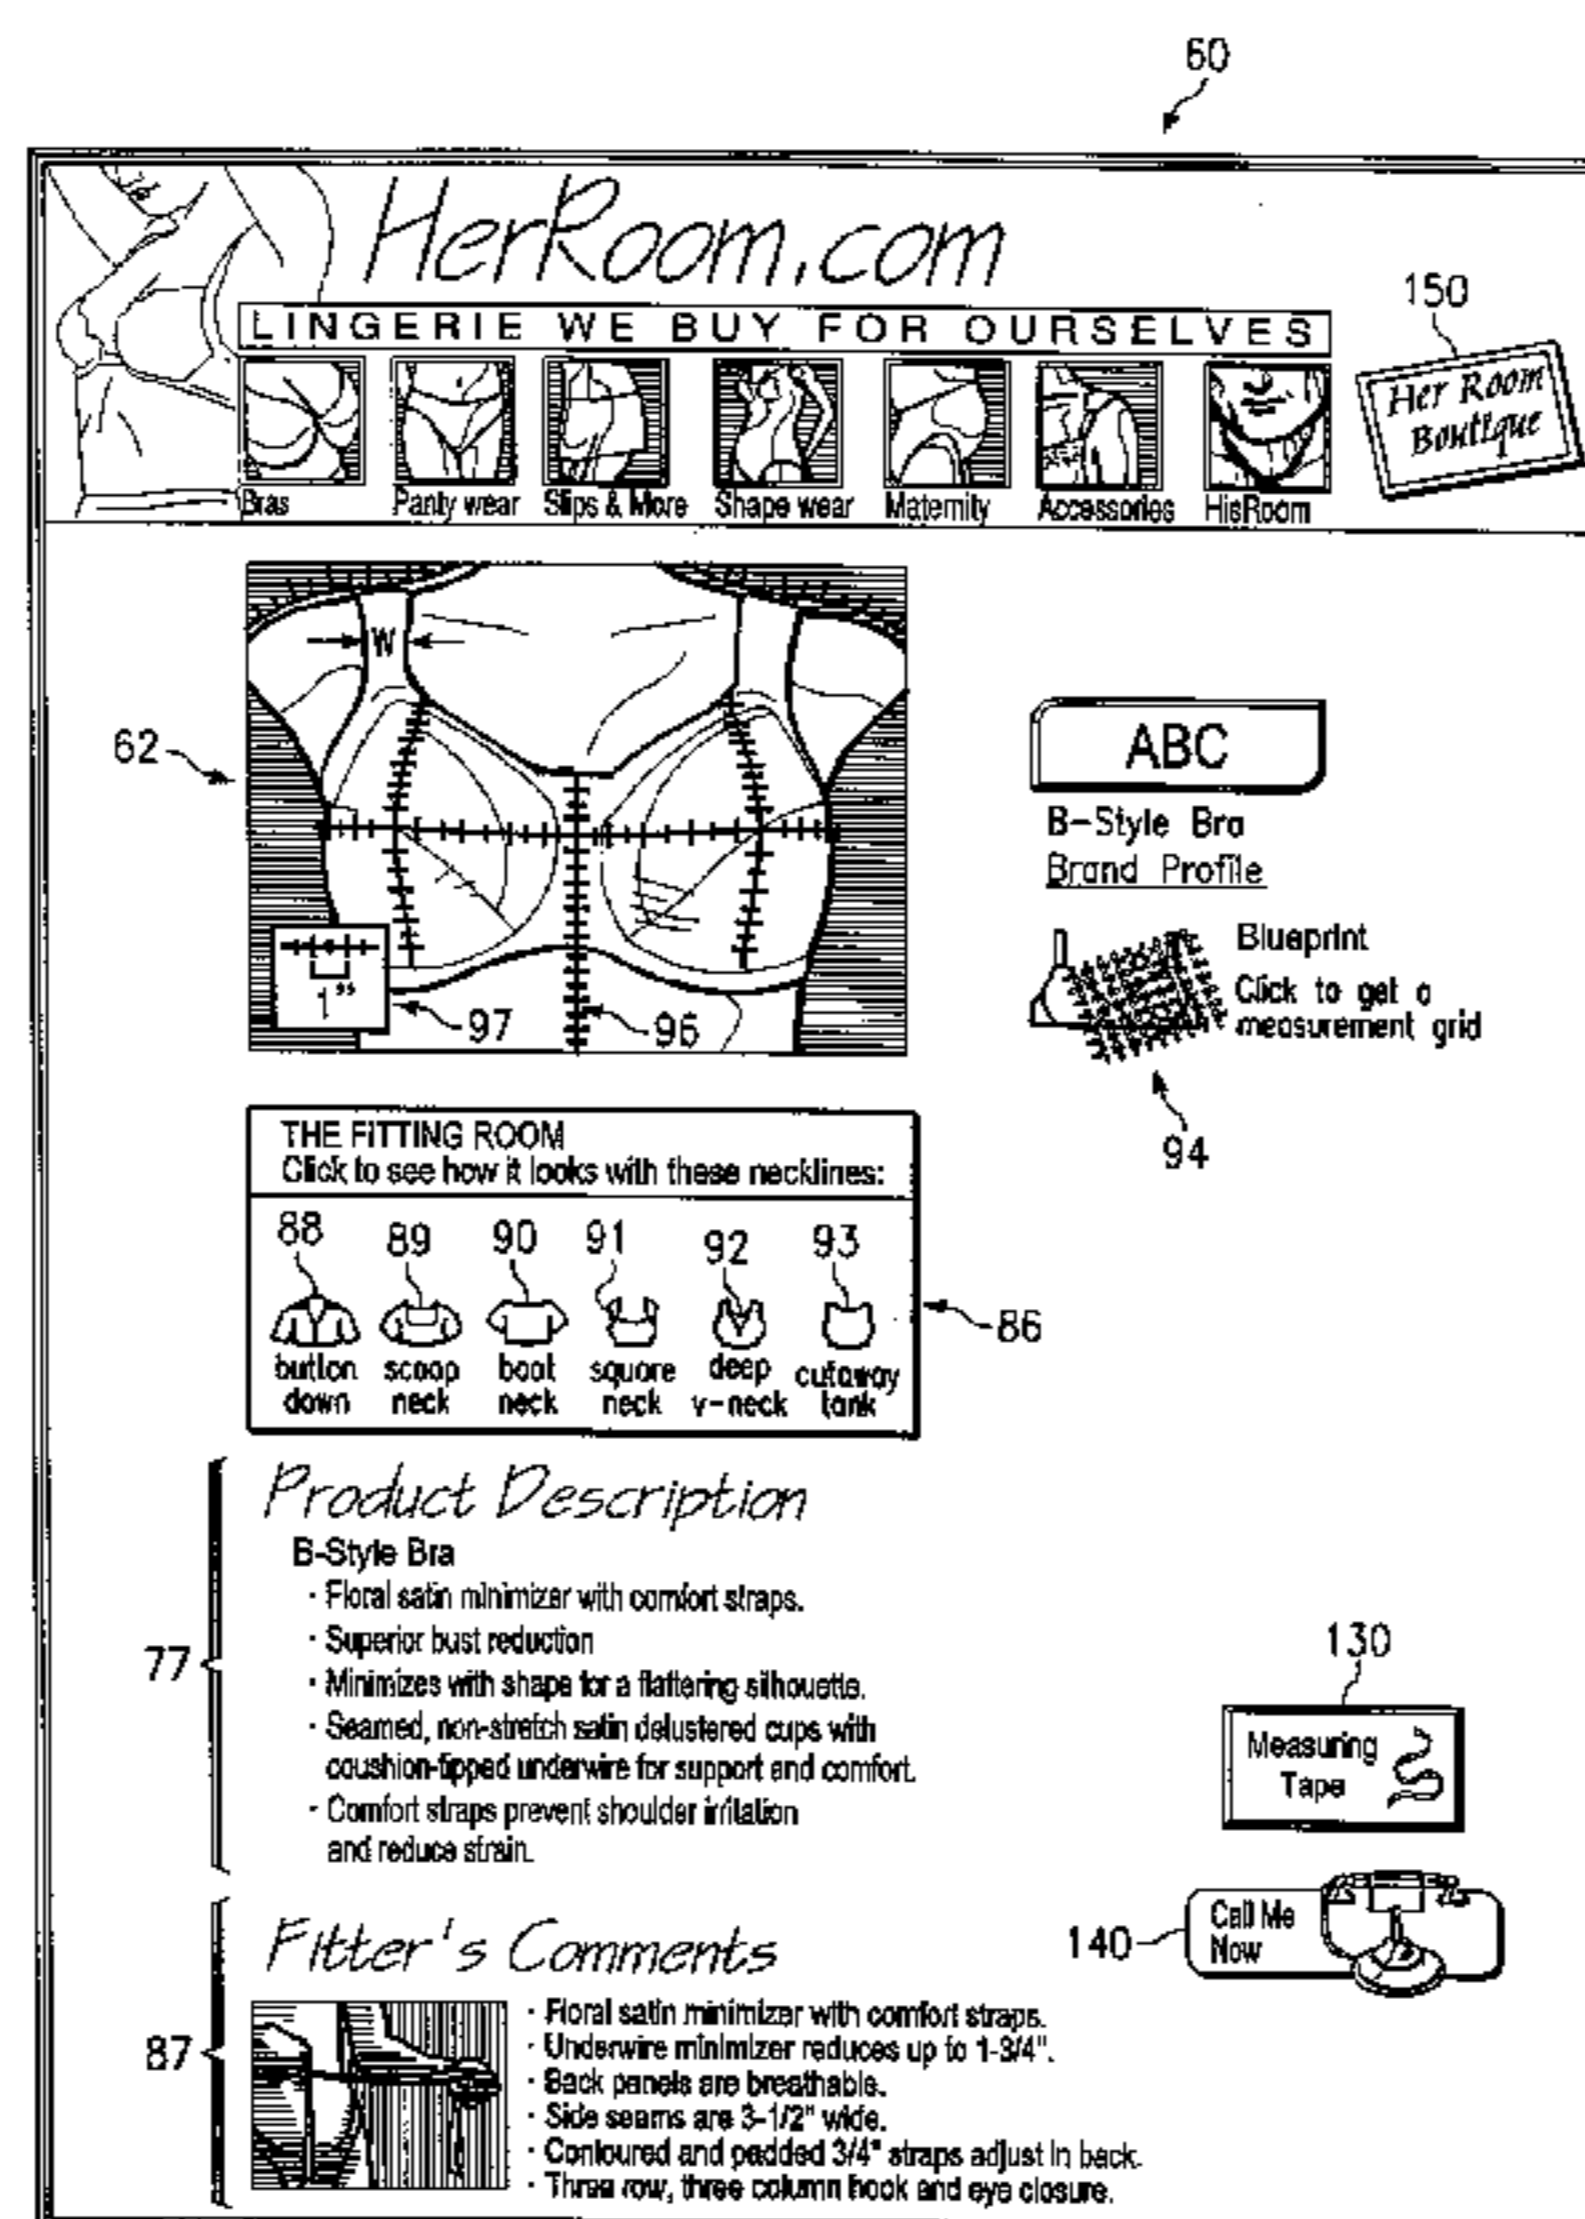 60
HerRoom.com
150
LINGERIE WE BUY FOR OURSELVES
Her Room
Boutique
Bras Panty wear Slips & More Shape wear Maternity Accessories HisRoom
W
62
ABC
B-Style Bra
Brand Profile
Blueprint
Click to get a
measurement grid
1"
97
96
94
THE FITTING ROOM
Click to see how it looks with these necklines:
88 89 90 91 92 93
86
button scoop boat square deep cutaway
down neck neck neck v-neck tank
Product Description
B-Style Bra
· Floral satin minimizer with comfort straps.
· Superior bust reduction
77
· Minimizes with shape for a flattering silhouette.
· Seamed, non-stretch satin delustered cups with
coushion-tipped underwire for support and comfort.
· Comfort straps prevent shoulder irritation
and reduce strain.
130
Measuring
Tape
Fitter's Comments
140
Call Me
Now
87
· Floral satin minimizer with comfort straps.
· Underwire minimizer reduces up to 1-3/4".
· Back panels are breathable.
· Side seams are 3-1/2" wide.
· Contoured and padded 3/4" straps adjust in back.
· Three row, three column hook and eye closure.